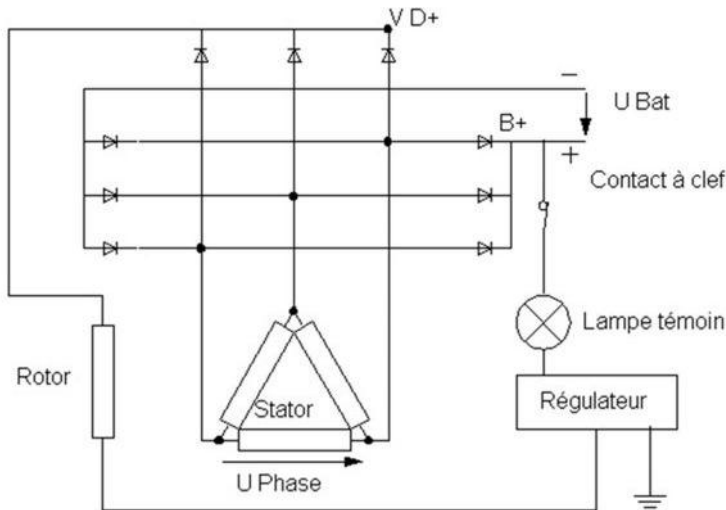 V D+
−
U Bat
B+
+
Contact à clef
Lampe témoin
Rotor
Stator
Régulateur
U Phase